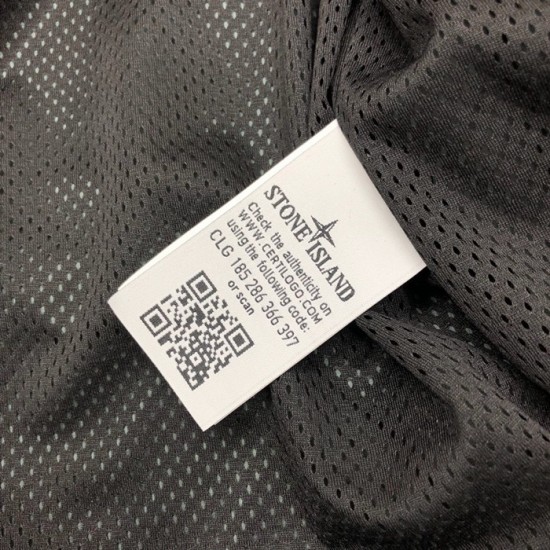 STONE ISLAND
Check the authenticity on
WWW.CERTILOGO.COM
using the following code:
CLG 185 286 366 397
or scan